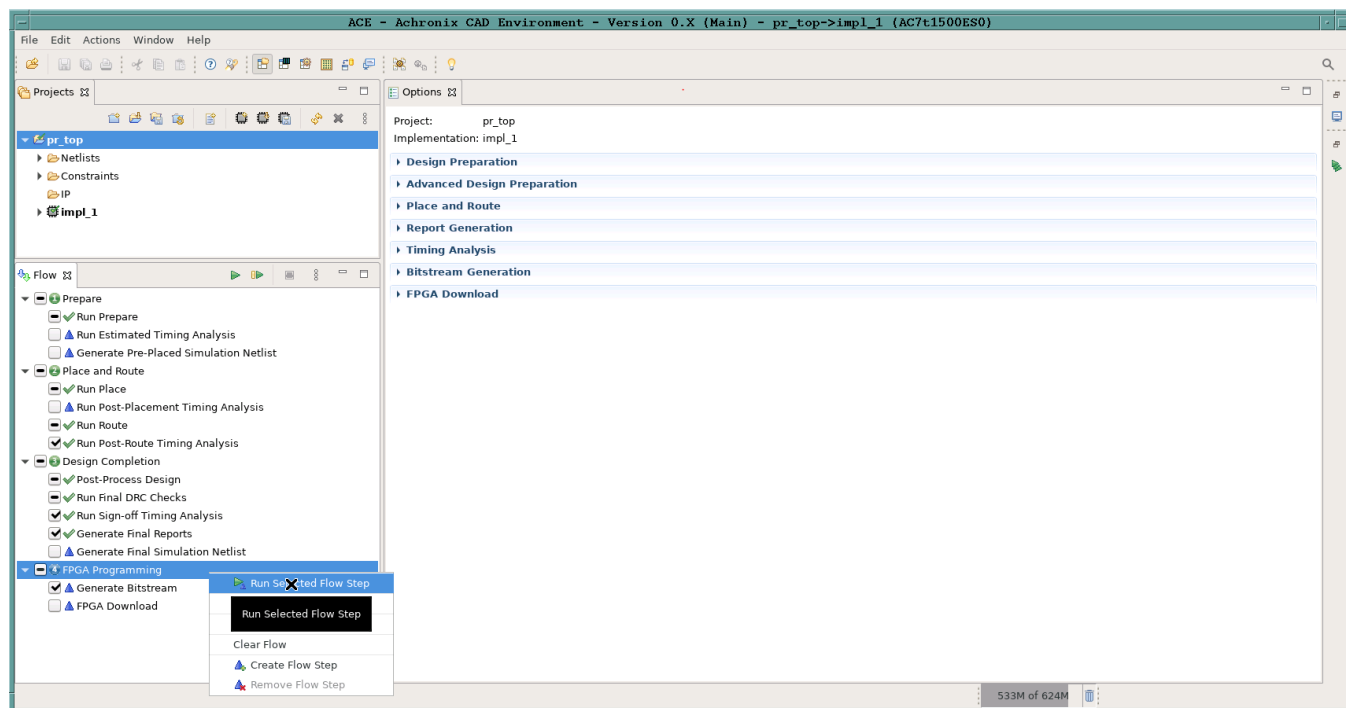 ACE - Achronix CAD Environment - Version 0.X (Main) - pr_top->impl_1 (AC7t1500ES0)
File Edit Actions Window Help
Projects
pr_top
Netlists
Constraints
IP
impl_1
Flow
Prepare
Run Prepare
Run Estimated Timing Analysis
Generate Pre-Placed Simulation Netlist
Place and Route
Run Place
Run Post-Placement Timing Analysis
Run Route
Run Post-Route Timing Analysis
Design Completion
Post-Process Design
Run Final DRC Checks
Run Sign-off Timing Analysis
Generate Final Reports
Generate Final Simulation Netlist
FPGA Programming
Generate Bitstream
FPGA Download
Run Selected Flow Step
Run Selected Flow Step
Clear Flow
Create Flow Step
Remove Flow Step
Options
Project: pr_top
Implementation: impl_1
Design Preparation
Advanced Design Preparation
Place and Route
Report Generation
Timing Analysis
Bitstream Generation
FPGA Download
533M of 624M